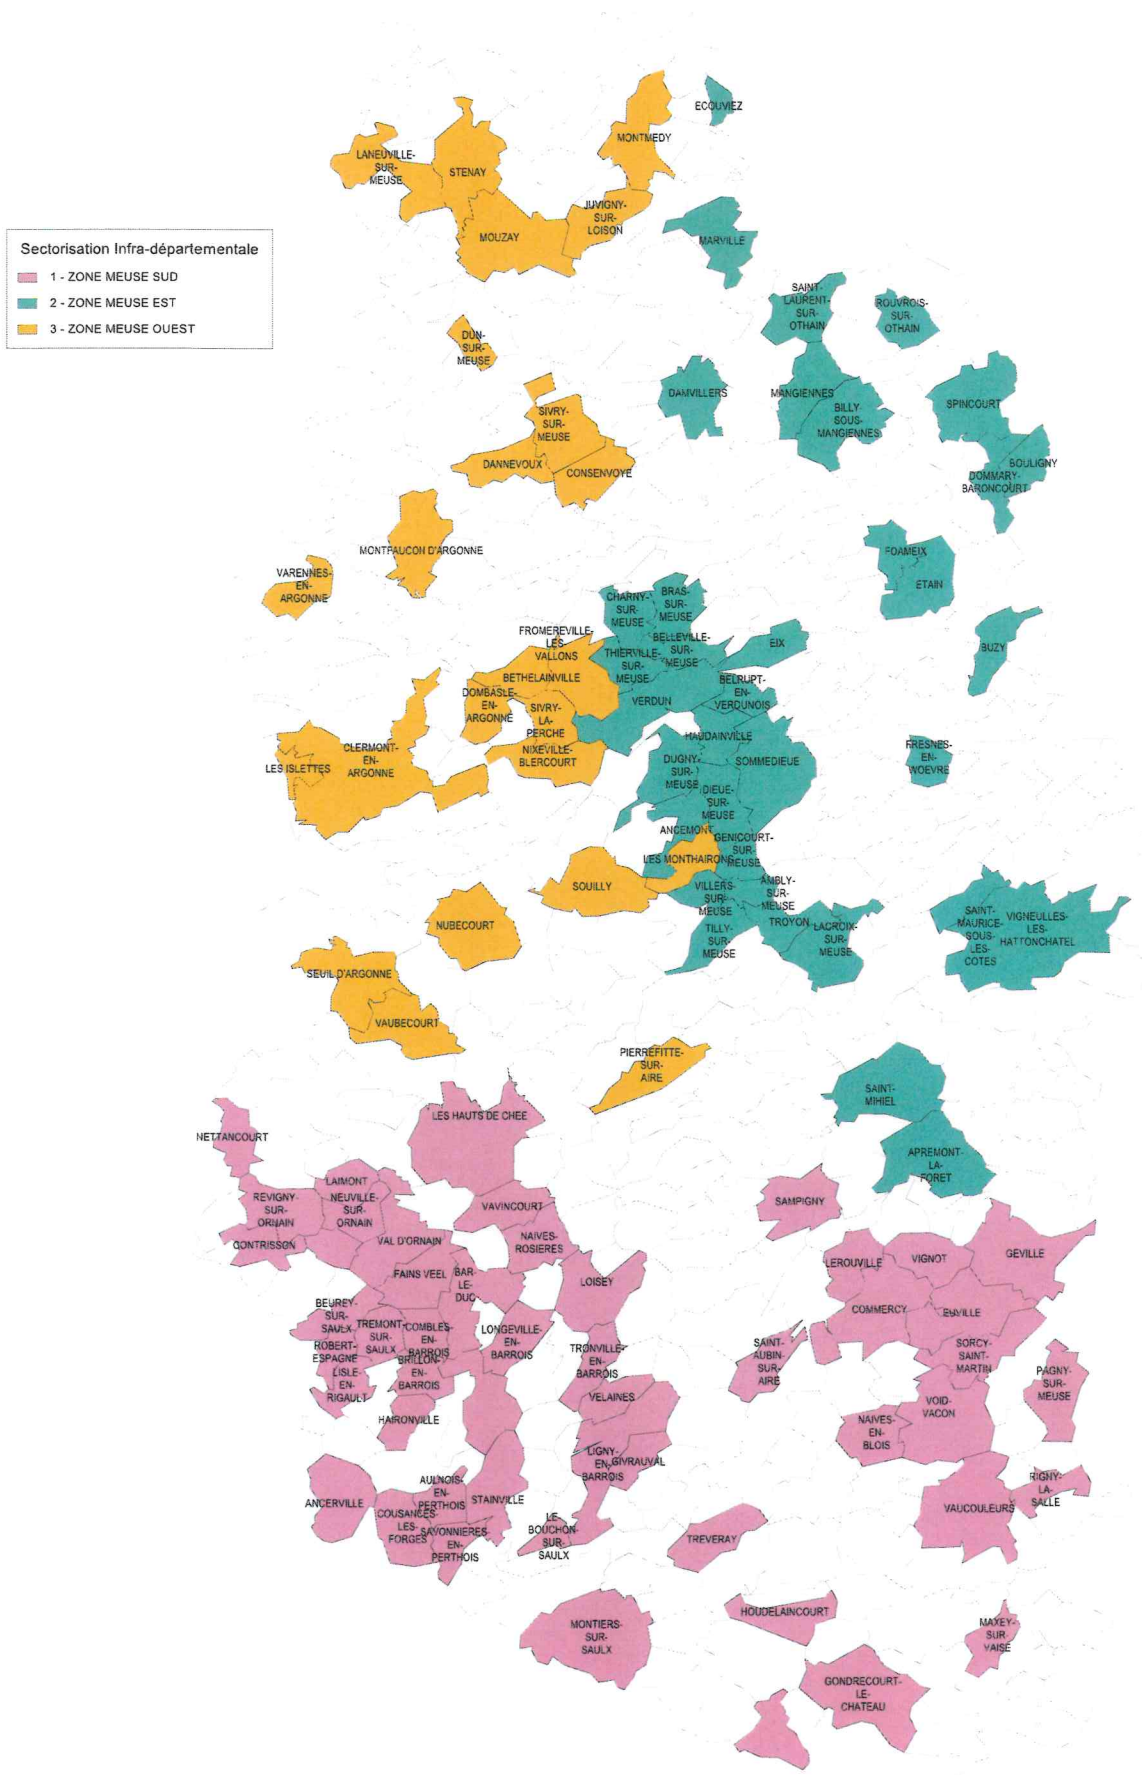 ECOUVIEZ
MONTMEDY
LANEUVILLE-
SUR-
MEUSE
STENAY
JUVIGNY-
SUR-
LOISON
MOUZAY
MARVILLE
Sectorisation Infra-départementale
1 - ZONE MEUSE SUD
2 - ZONE MEUSE EST
3 - ZONE MEUSE OUEST
SAINT-
LAURENT-
SUR-
OTHAIN
ROUVROIS-
SUR-
OTHAIN
DUN-
SUR-
MEUSE
DAMVILLERS
MANGIENNES
BILLY-
SOUS-
MANGIENNES
SPINCOURT
SIVRY-
SUR-
MEUSE
DANNEVOUX
CONSENVOYE
BOULIGNY
DOMMARY-
BARONCOURT
MONTFAUCON D'ARGONNE
FOAMEIX
ETAIN
VARENNES-
EN-
ARGONNE
CHARNY-
SUR-
MEUSE
BRAS-
SUR-
MEUSE
FROMEREVILLE-
LES-
VALLONS
THIERVILLE-
SUR-
MEUSE
BELLEVILLE-
SUR-
MEUSE
EIX
BUZY
BETHELAINVILLE
DOMBASLE-
EN-
ARGONNE
SIVRY-
LA-
PERCHE
VERDUN
BELRUPT-
EN-
VERDUNOIS
NIXEVILLE-
BLERCOURT
HAUDAINVILLE
CLERMONT-
EN-
ARGONNE
LES ISLETTES
DUGNY-
SUR-
MEUSE
SOMMEDIEUE
FRESNES-
EN-
WOEVRE
DIEUE-
SUR-
MEUSE
ANCEMONT
GENICOURT-
SUR-
MEUSE
LES MONTHAIRONS
SOUILLY
VILLERS-
SUR-
MEUSE
AMBLY-
SUR-
MEUSE
NUBECOURT
TILLY-
SUR-
MEUSE
TROYON
LACROIX-
SUR-
MEUSE
SAINT-
MAURICE-
SOUS-
LES-
COTES
VIGNEULLES-
LES-
HATTONCHATEL
SEUIL D'ARGONNE
VAUBECOURT
PIERREFITTE-
SUR-
AIRE
SAINT-
MIHIEL
LES HAUTS DE CHEE
NETTANCOURT
APREMONT-
LA-
FORET
LAIMONT
REVIGNY-
SUR-
ORNAIN
NEUVILLE-
SUR-
ORNAIN
VAVINCOURT
SAMPIGNY
CONTRISSON
VAL D'ORNAIN
NAIVES-
ROSIERES
LEROUVILLE
VIGNOT
GEVILLE
FAINS VEEL
BAR-
LE-
DUC
LOISEY
BEUREY-
SUR-
SAULX
TREMONT-
SUR-
SAULX
COMBLES-
EN-
BARROIS
LONGEVILLE-
EN-
BARROIS
COMMERCY
EUVILLE
ROBERT-
ESPAGNE
BRILLON-
EN-
BARROIS
TRONVILLE-
EN-
BARROIS
SAINT-
AUBIN-
SUR-
AIRE
SORCY-
SAINT-
MARTIN
LISLE-
EN-
RIGAULT
PAGNY-
SUR-
MEUSE
VELAINES
VOID-
VACON
HAIRONVILLE
NAIVES-
EN-
BLOIS
LIGNY-
EN-
BARROIS
GIVRAUVAL
ANCERVILLE
AULNOIS-
EN-
PERTHOIS
STAINVILLE
RIGNY-
LA-
SALLE
VAUCOULEURS
COUSANCES-
LES-
FORGES
SAVONNIERES-
EN-
PERTHOIS
LE-
BOUCHON-
SUR-
SAULX
TREVERAY
HOUDELAINCOURT
MONTIERS-
SUR-
SAULX
MAXEY-
SUR-
VAISE
GONDRECOURT-
LE-
CHATEAU